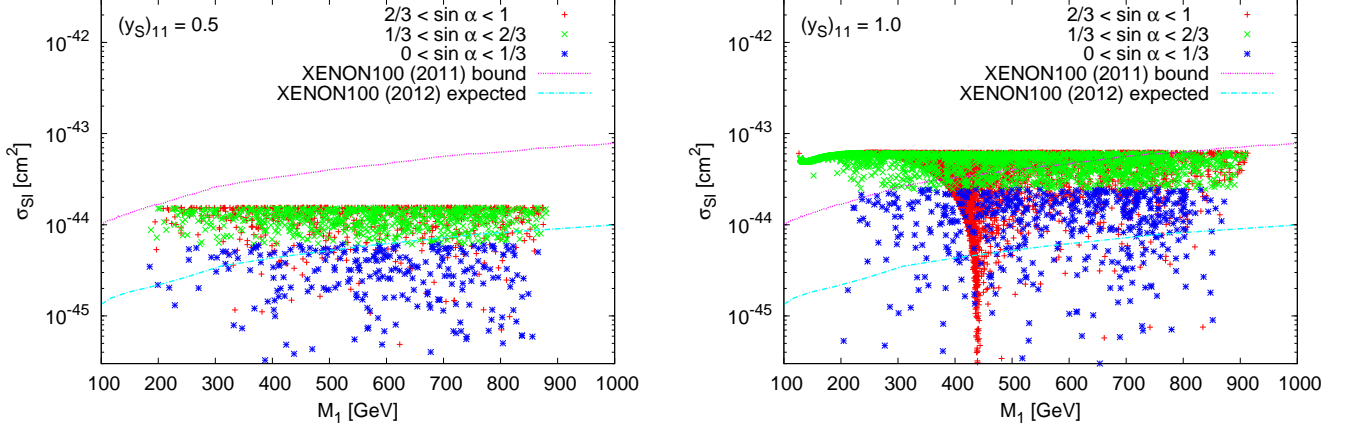 (y_S)_11 = 0.5
2/3 < sin α < 1
1/3 < sin α < 2/3
0 < sin α < 1/3
XENON100 (2011) bound
XENON100 (2012) expected
10^-42
10^-43
10^-44
10^-45
σ_SI [cm^2]
100 200 300 400 500 600 700 800 900 1000
M_1 [GeV]
(y_S)_11 = 1.0
2/3 < sin α < 1
1/3 < sin α < 2/3
0 < sin α < 1/3
XENON100 (2011) bound
XENON100 (2012) expected
10^-42
10^-43
10^-44
10^-45
σ_SI [cm^2]
100 200 300 400 500 600 700 800 900 1000
M_1 [GeV]